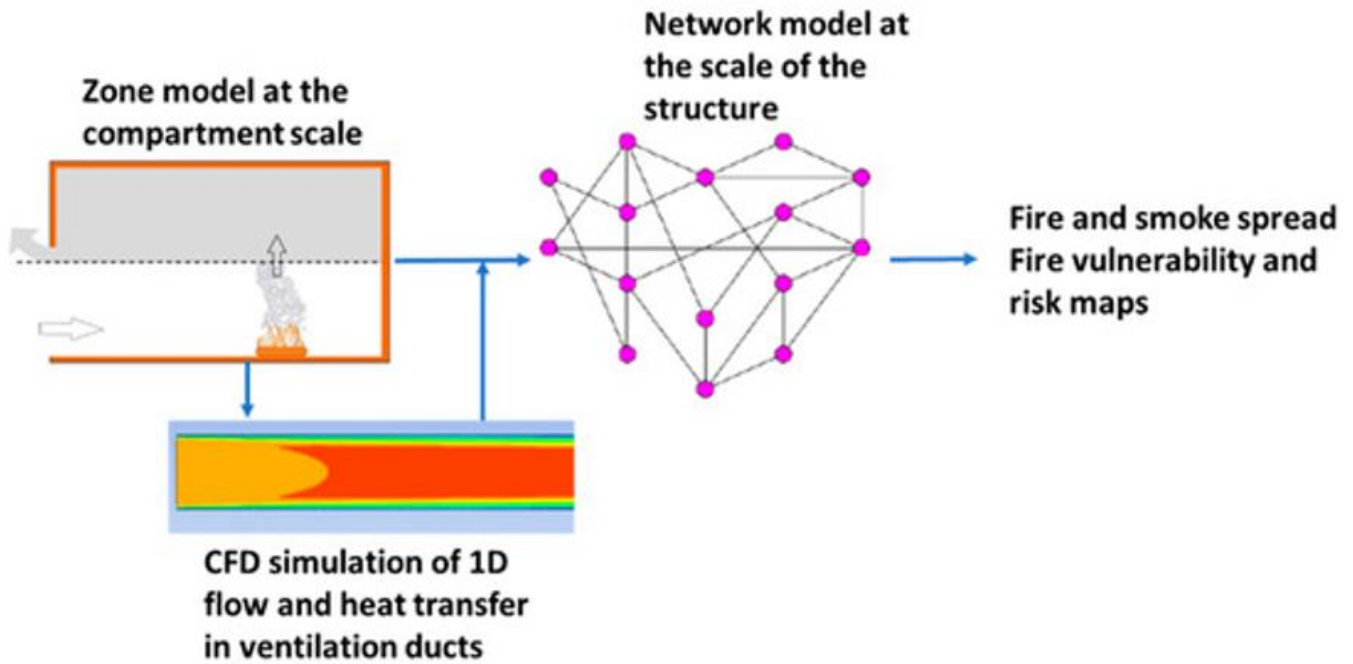 Zone model at the
compartment scale
Network model at
the scale of the
structure
Fire and smoke spread
Fire vulnerability and
risk maps
CFD simulation of 1D
flow and heat transfer
in ventilation ducts